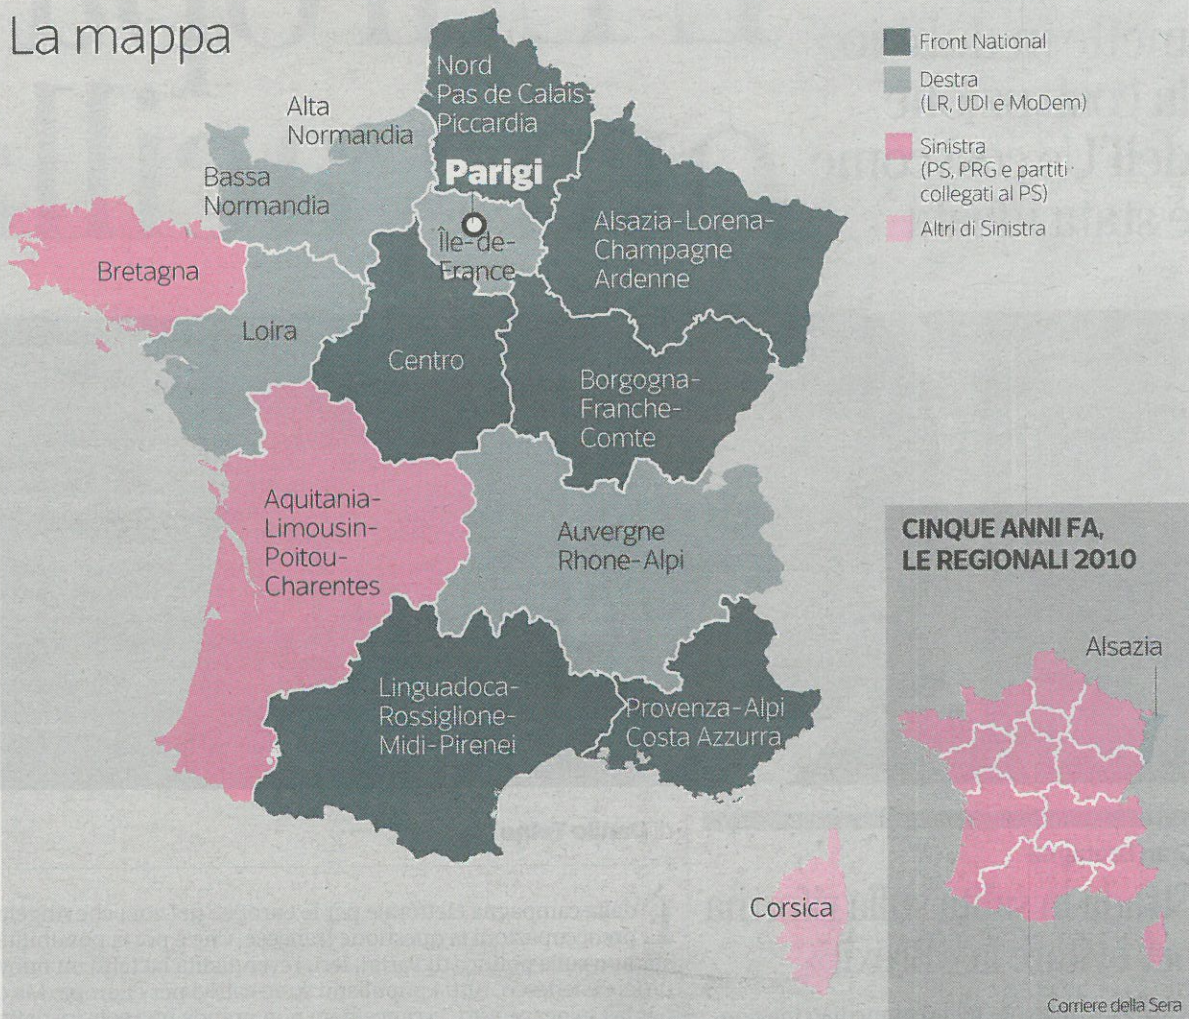 La mappa
Front National
Destra
(LR, UDI e MoDem)
Sinistra
(PS, PRG e partiti
collegati al PS)
Altri di Sinistra
Nord
Pas de Calais-
Piccardia
Alta
Normandia
Parigi
Bassa
Normandia
Île-de-
France
Alsazia-Lorena-
Champagne
Ardenne
Bretagna
Loira
Centro
Borgogna-
Franche-
Comte
Aquitania-
Limousin-
Poitou-
Charentes
Auvergne
Rhone-Alpi
Linguadoca-
Rossiglione-
Midi-Pirenei
Provenza-Alpi
Costa Azzurra
Corsica
CINQUE ANNI FA,
LE REGIONALI 2010
Alsazia
Corriere della Sera